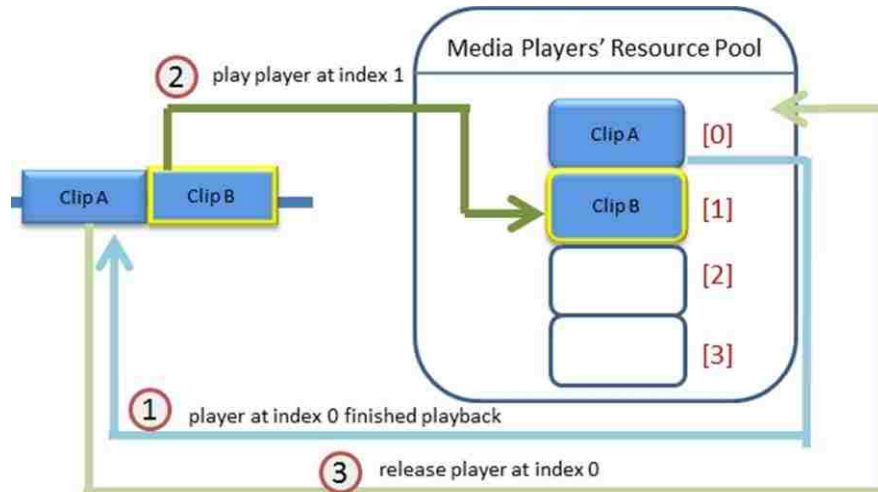 Media Players' Resource Pool
2 play player at index 1
Clip A [0]
Clip A Clip B
Clip B [1]
[2]
[3]
1 player at index 0 finished playback
3 release player at index 0